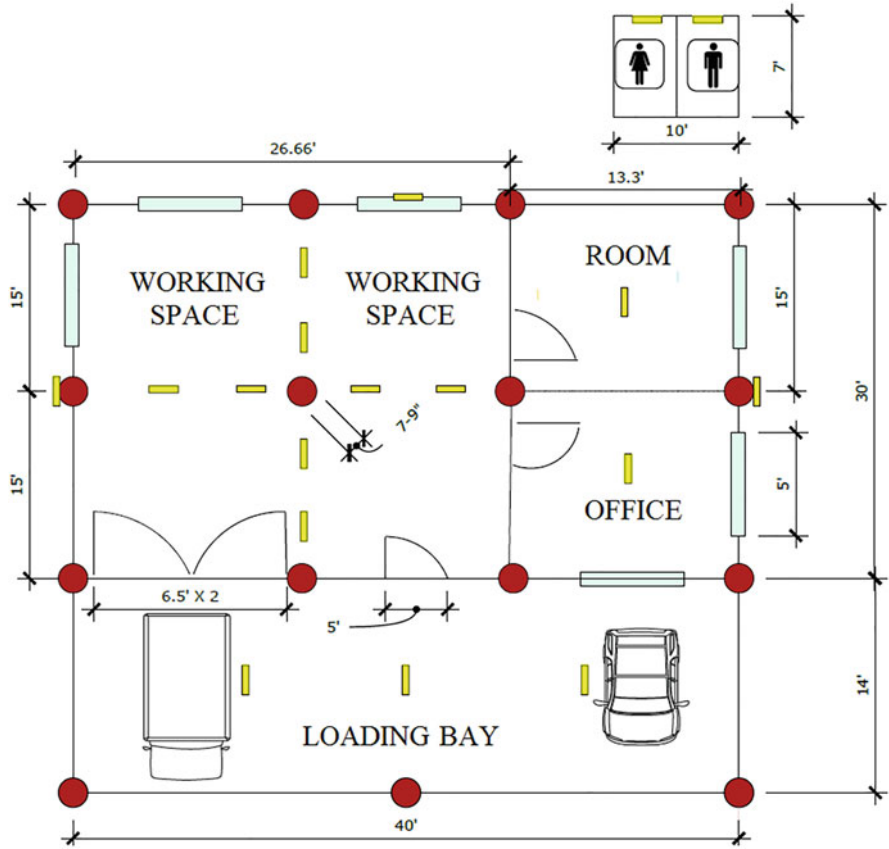 7'
10'
26.66'
13.3'
WORKING
SPACE
WORKING
SPACE
ROOM
15'
15'
30'
7-9"
15'
5'
OFFICE
6.5' X 2
5'
14'
LOADING BAY
40'